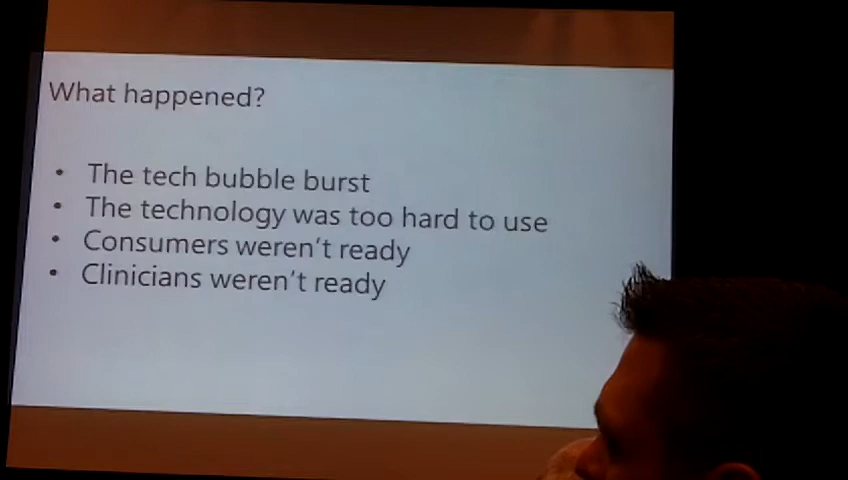 What happened?
• The tech bubble burst
• The technology was too hard to use
• Consumers weren't ready
• Clinicians weren't ready